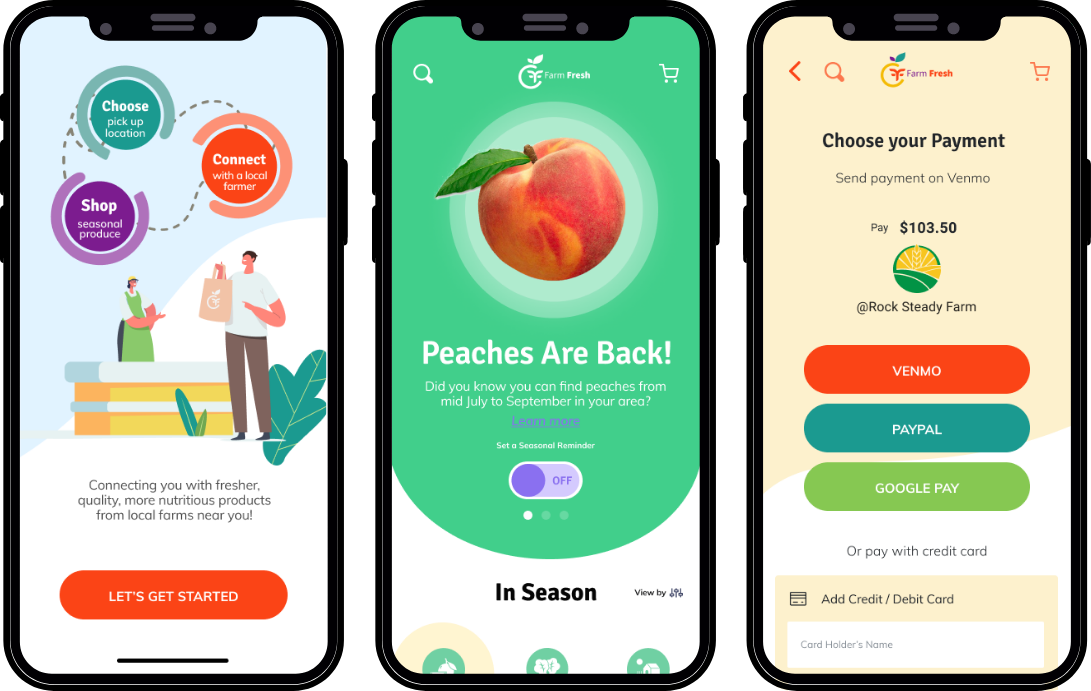 Choose
pick up
location
Connect
with a local
farmer
Shop
seasonal
produce
Connecting you with fresher,
quality, more nutritious products
from local farms near you!
LET'S GET STARTED
Farm Fresh
Peaches Are Back!
Did you know you can find peaches from
mid July to September in your area?
Learn more
Set a Seasonal Reminder
OFF
In Season
View by
Farm Fresh
Choose your Payment
Send payment on Venmo
Pay $103.50
@Rock Steady Farm
VENMO
PAYPAL
GOOGLE PAY
Or pay with credit card
Add Credit / Debit Card
Card Holder's Name